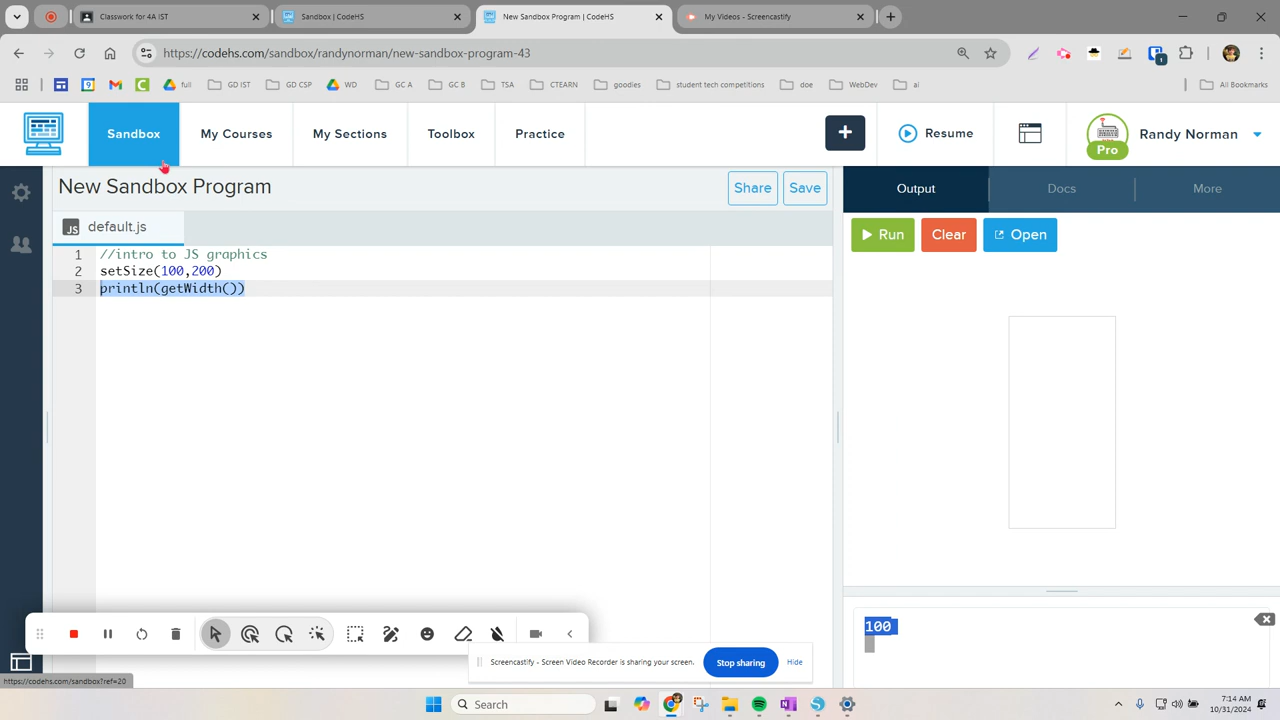 Classwork for 4A IST
Sandbox | CodeHS
New Sandbox Program | CodeHS
My Videos - Screencastify
https://codehs.com/sandbox/randynorman/new-sandbox-program-43
full
GD IST
GD CSP
WD
GC A
GC B
TSA
CTEARN
goodies
student tech competitions
doe
WebDev
ai
All Bookmarks
Sandbox
My Courses
My Sections
Toolbox
Practice
Resume
Pro
Randy Norman
New Sandbox Program
Share
Save
Output
Docs
More
JS default.js
Run
Clear
Open
1 //intro to JS graphics
2 setSize(100,200)
3 println(getWidth())
100
Screencastify - Screen Video Recorder is sharing your screen.
Stop sharing
Hide
https://codehs.com/sandbox?ref=20
Search
7:14 AM
10/31/2024